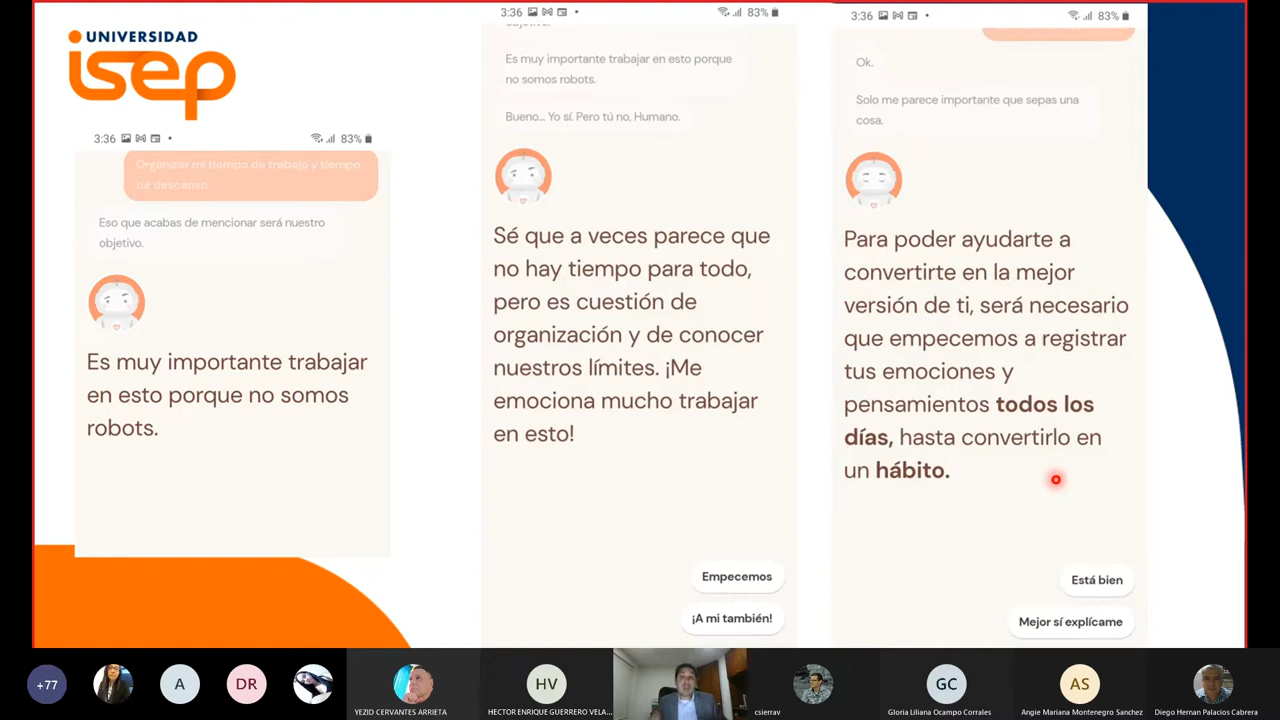 UNIVERSIDAD
isep
3:36
83%
Organizar mi tiempo de trabajo y tiempo
de descanso
Eso que acabas de mencionar será nuestro
objetivo.
Es muy importante trabajar
en esto porque no somos
robots.
3:36
83%
objetivo.
Es muy importante trabajar en esto porque
no somos robots.
Bueno... Yo sí. Pero tú no, Humano.
Sé que a veces parece que
no hay tiempo para todo,
pero es cuestión de
organización y de conocer
nuestros límites. ¡Me
emociona mucho trabajar
en esto!
Empecemos
¡A mi también!
3:36
83%
Ok.
Solo me parece importante que sepas una
cosa.
Para poder ayudarte a
convertirte en la mejor
versión de ti, será necesario
que empecemos a registrar
tus emociones y
pensamientos todos los
días, hasta convertirlo en
un hábito.
Está bien
Mejor sí explícame
+77
A
DR
YEZID CERVANTES ARRIETA
HV
HECTOR ENRIQUE GUERRERO VELA...
csierrav
GC
Gloria Liliana Ocampo Corrales
AS
Angie Mariana Montenegro Sanchez
Diego Hernan Palacios Cabrera